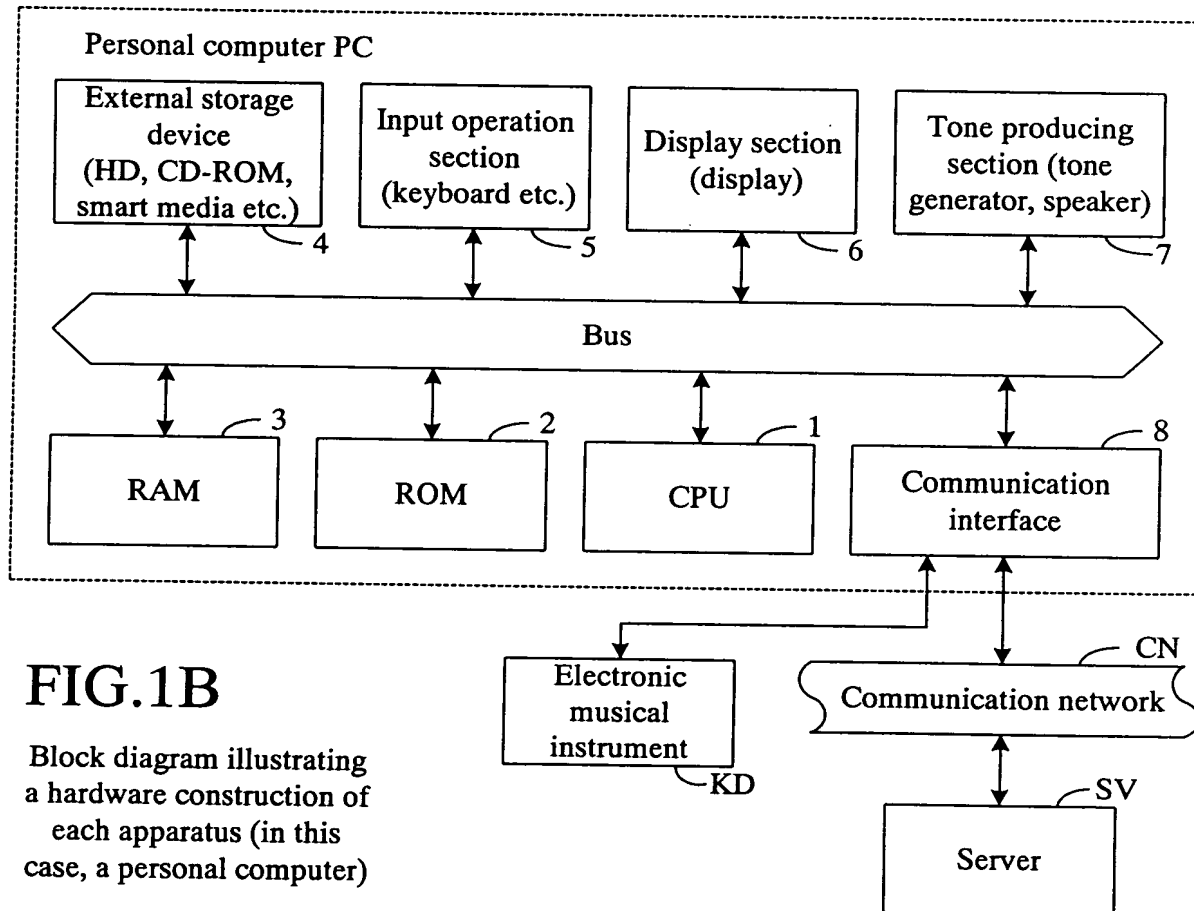 Personal computer PC
External storage
device
(HD, CD-ROM,
smart media etc.)
4
Input operation
section
(keyboard etc.)
5
Display section
(display)
6
Tone producing
section (tone
generator, speaker)
7
Bus
3
RAM
2
ROM
1
CPU
8
Communication
interface
Electronic
musical
instrument
KD
CN
Communication network
SV
Server
FIG.1B
Block diagram illustrating
a hardware construction of
each apparatus (in this
case, a personal computer)